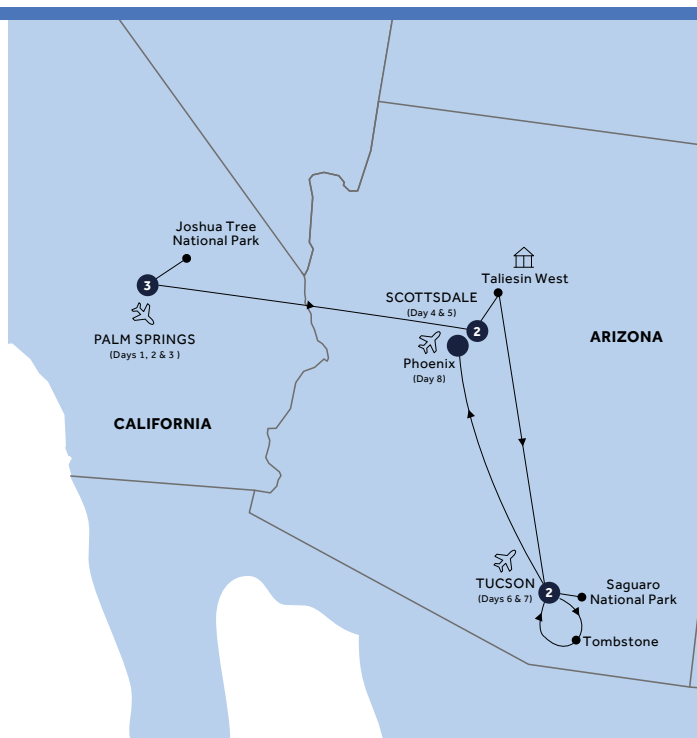 Joshua Tree
National Park
3
PALM SPRINGS
(Days 1, 2 & 3 )
CALIFORNIA
Taliesin West
SCOTTSDALE
(Day 4 & 5)
2
Phoenix
(Day 8)
ARIZONA
TUCSON
(Days 6 & 7)
2
Saguaro
National Park
Tombstone